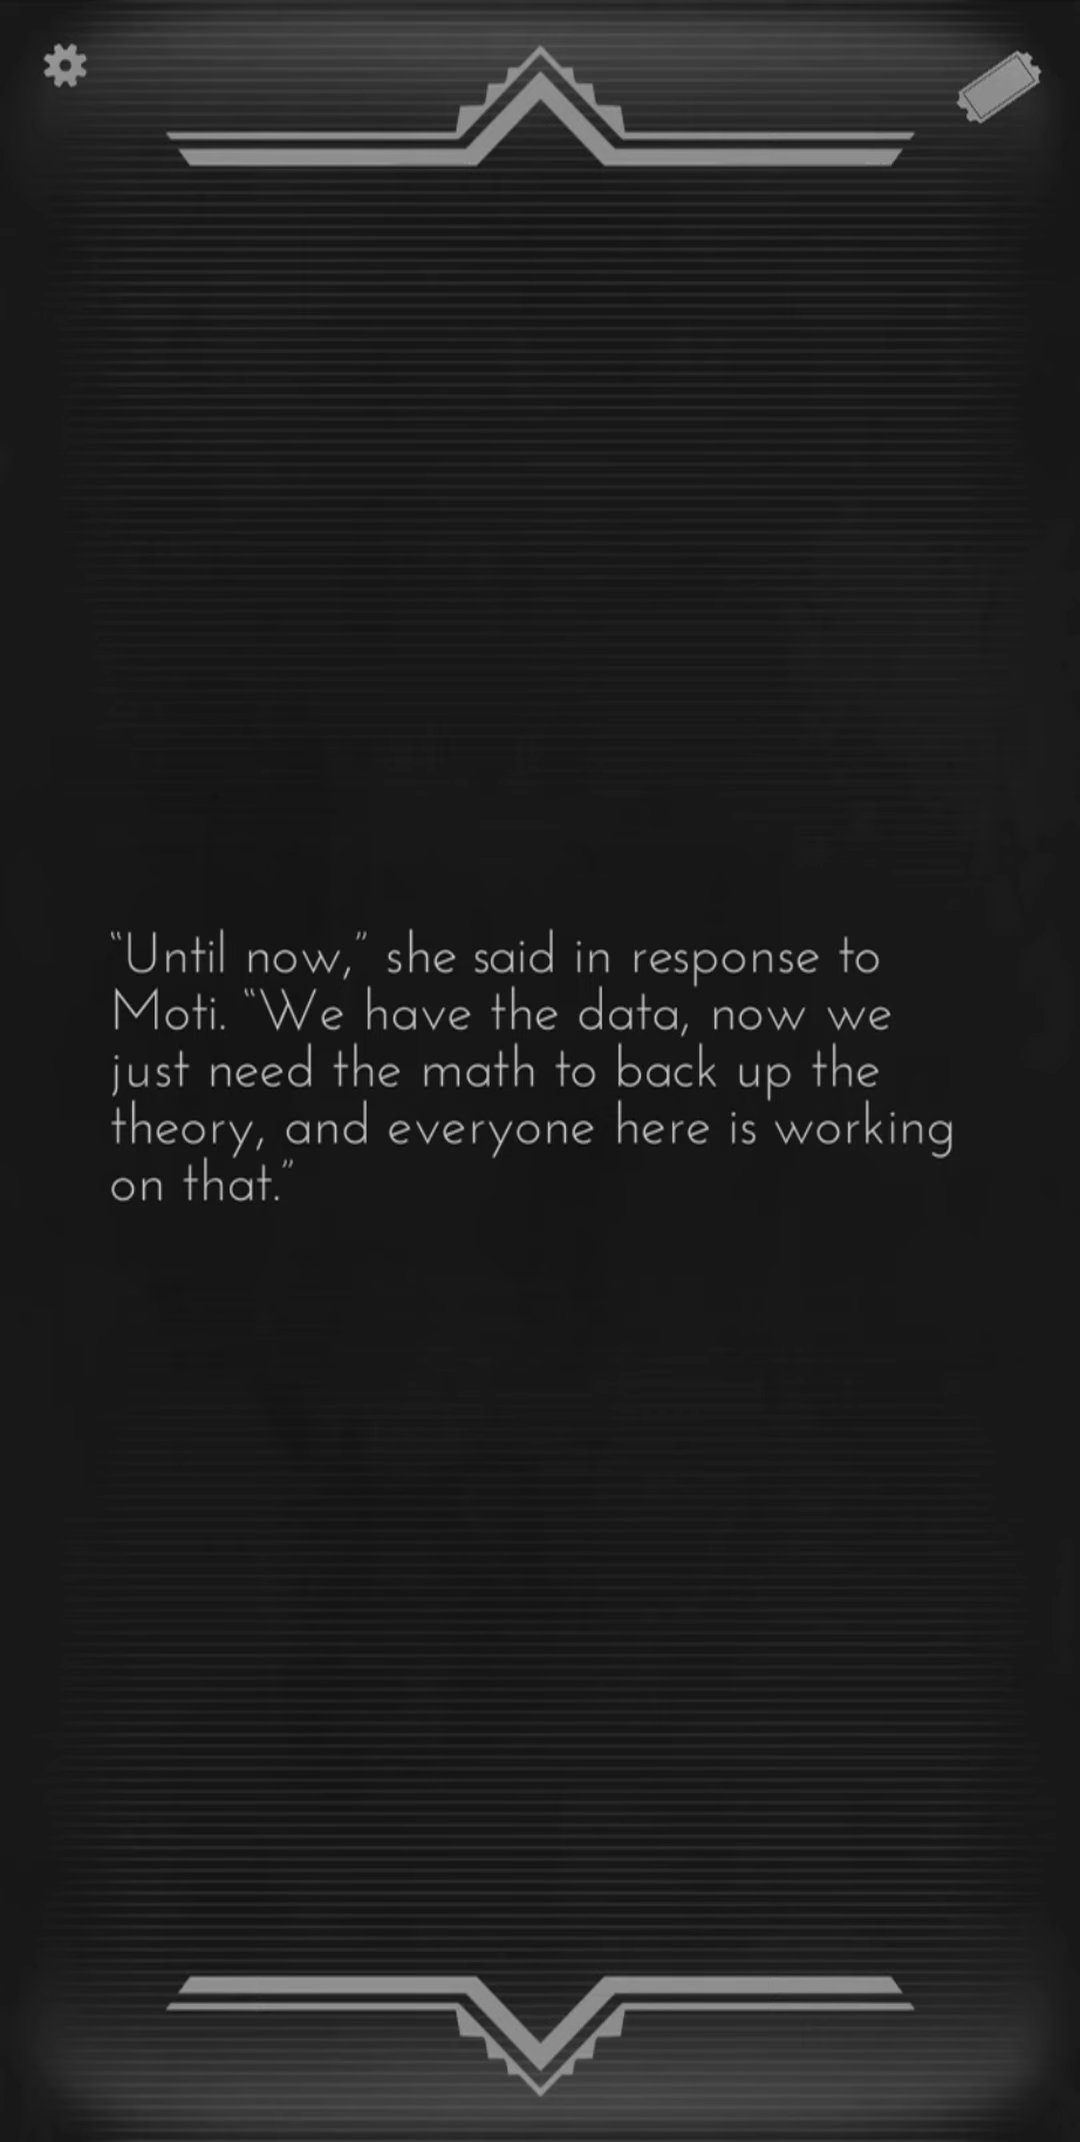 “Until now,” she said in response to
Moti. “We have the data, now we
just need the math to back up the
theory, and everyone here is working
on that.”